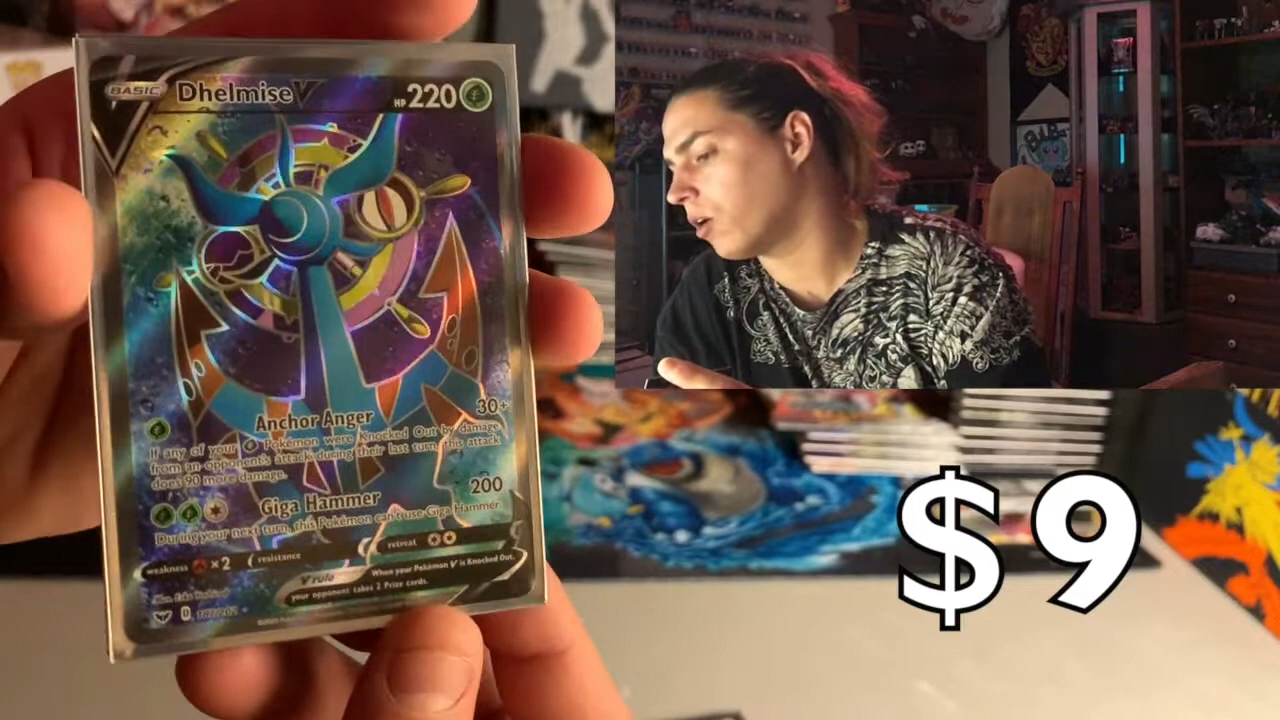 BASIC Dhelmise V HP 220
Anchor Anger 30+
If any of your Pokémon were Knocked Out by damage
from an opponent's attack during their last turn, this attack
does 90 more damage.
Giga Hammer 200
During your next turn, this Pokémon can't use Giga Hammer
weakness ×2 resistance retreat
V rule When your Pokémon V is Knocked Out,
your opponent takes 2 Prize cards.
D 187/202
$9